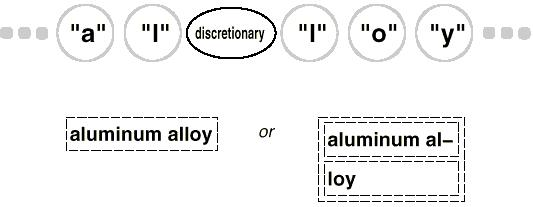 "a" "l" discretionary "l" "o" "y"
aluminum alloy or aluminum al–
loy